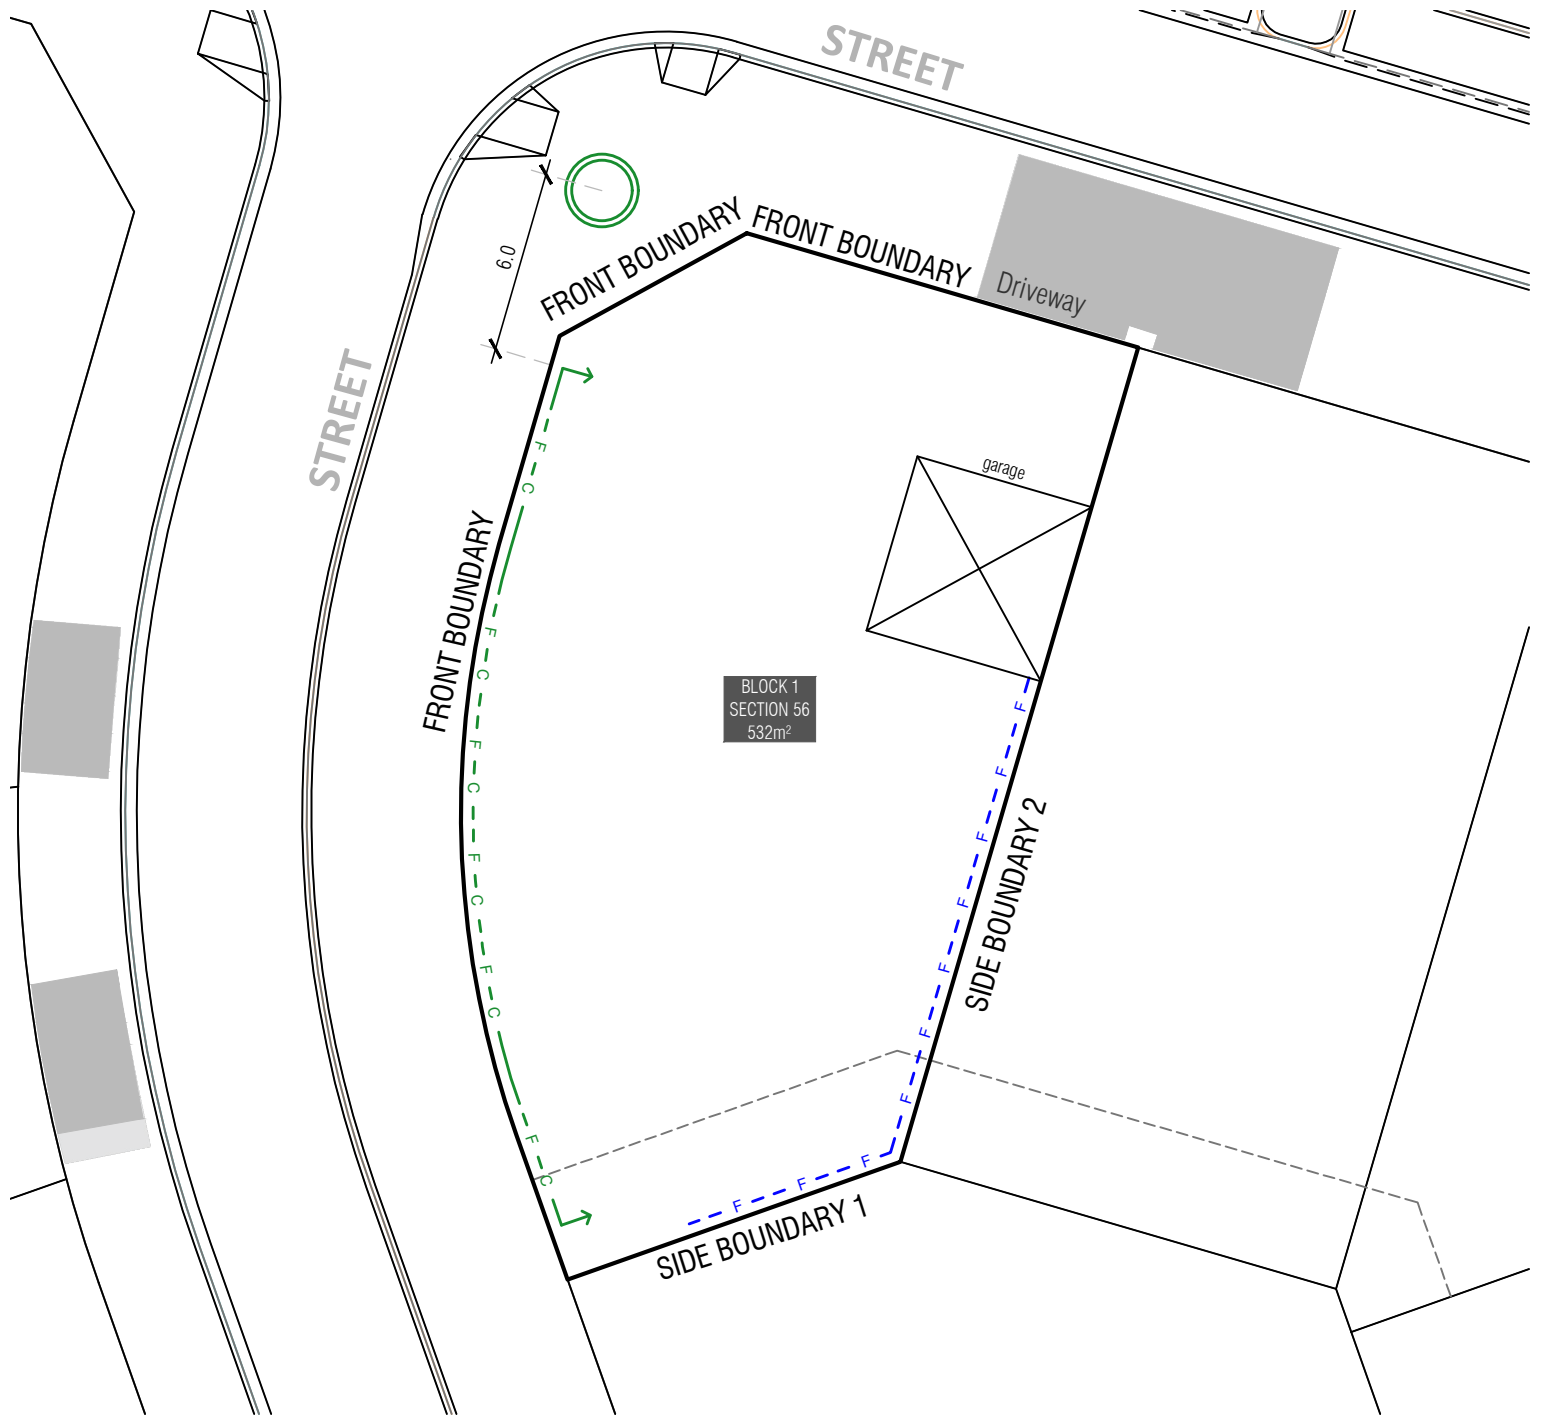 STREET
FRONT BOUNDARY
FRONT BOUNDARY
6.0
Driveway
STREET
garage
F
C
FRONT BOUNDARY
F
C
F
C
F
C
F
C
F
C
BLOCK 1
SECTION 56
532m²
F
F
F
F
F
F
F
SIDE BOUNDARY 2
F
F
F
SIDE BOUNDARY 1